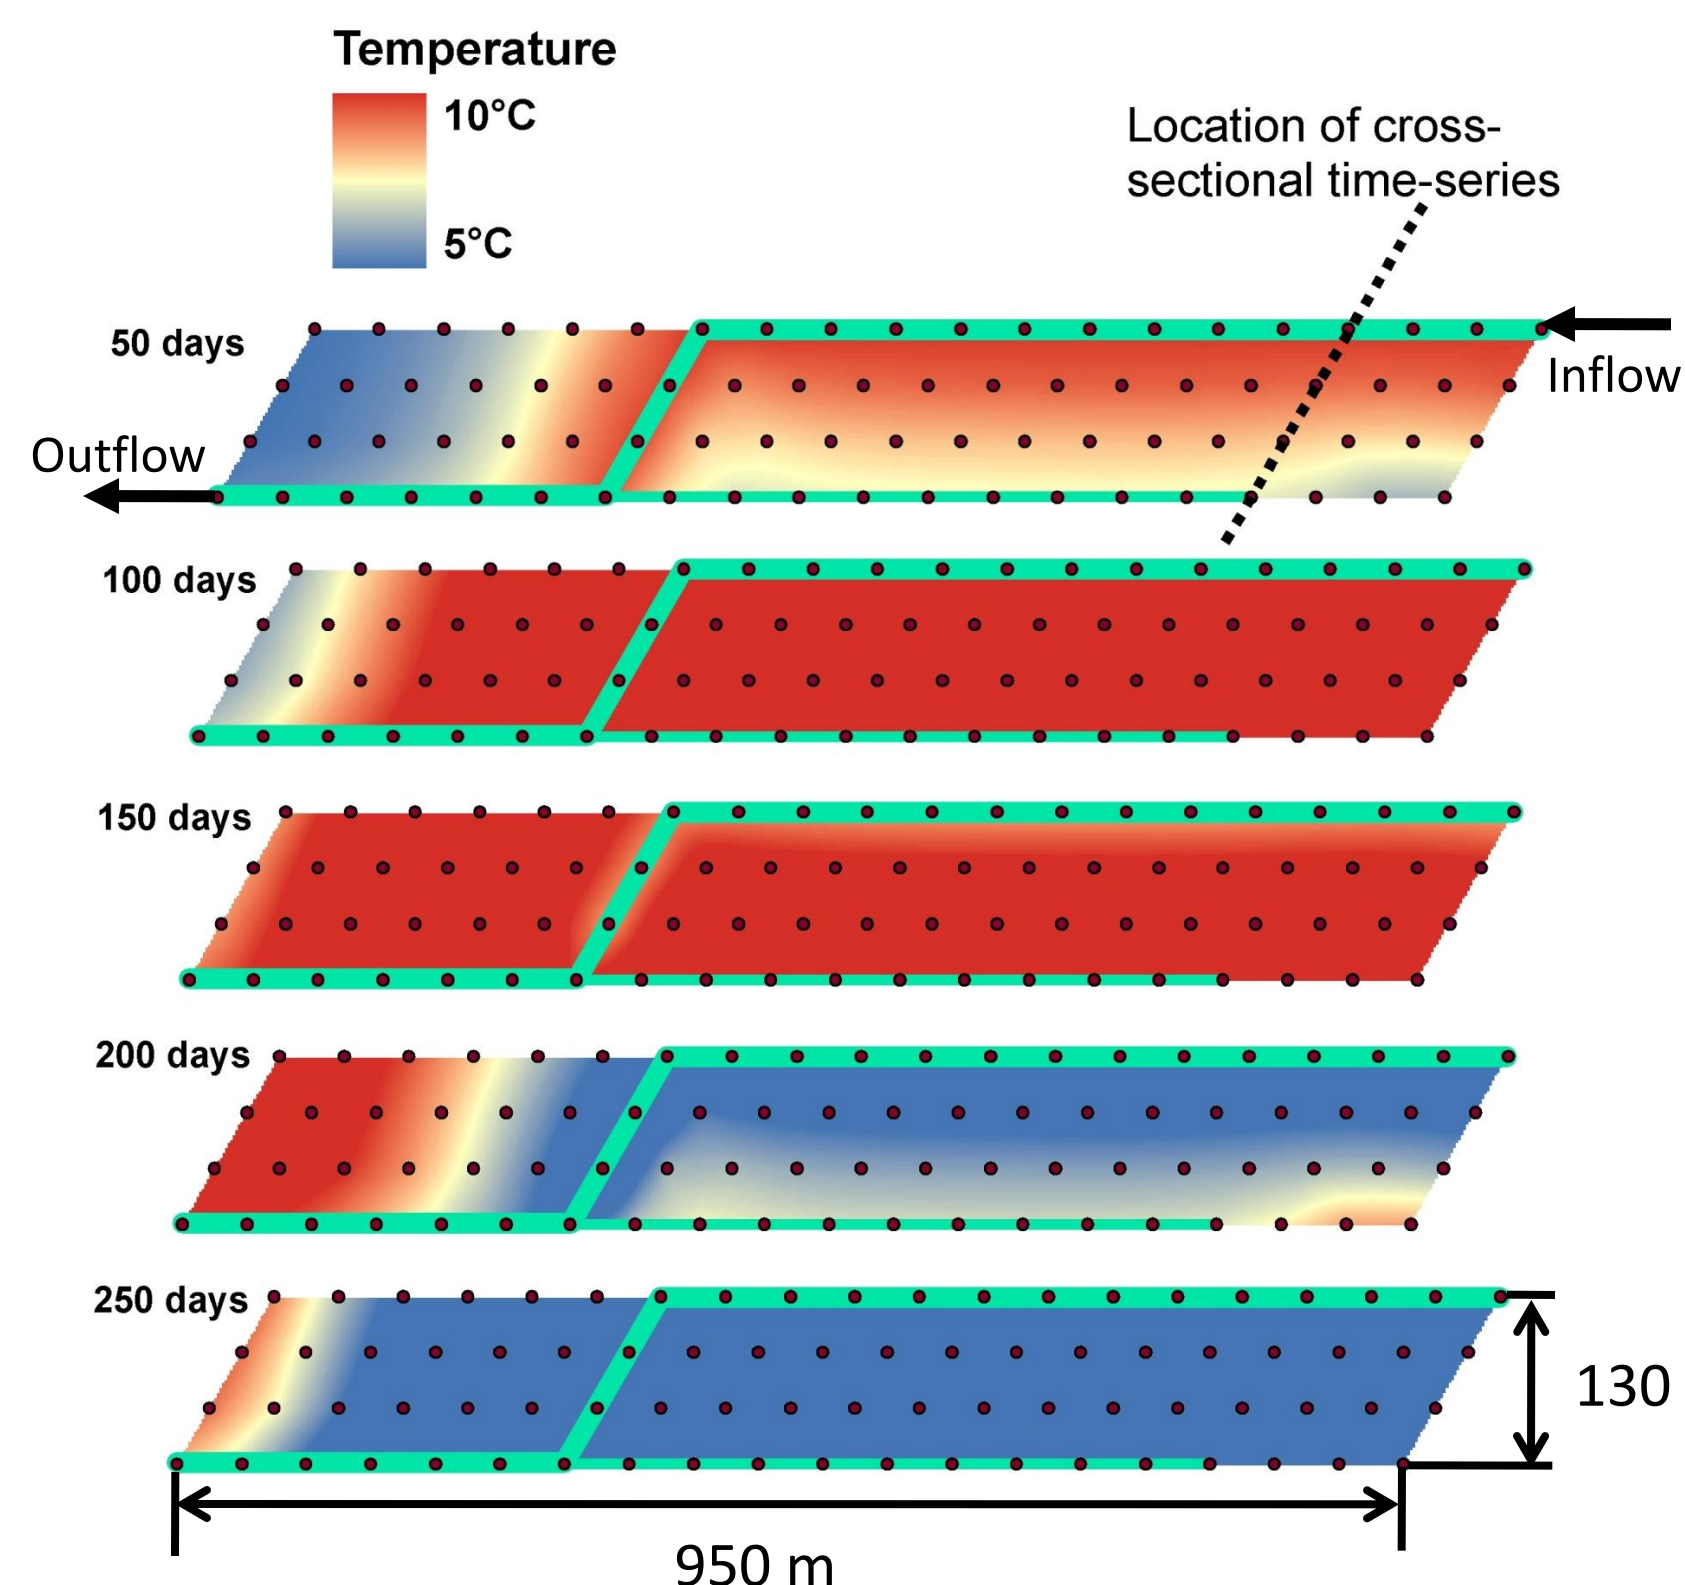 Temperature
10°C
5°C
Location of cross-
sectional time-series
50 days
Inflow
Outflow
100 days
150 days
200 days
250 days
130
950 m